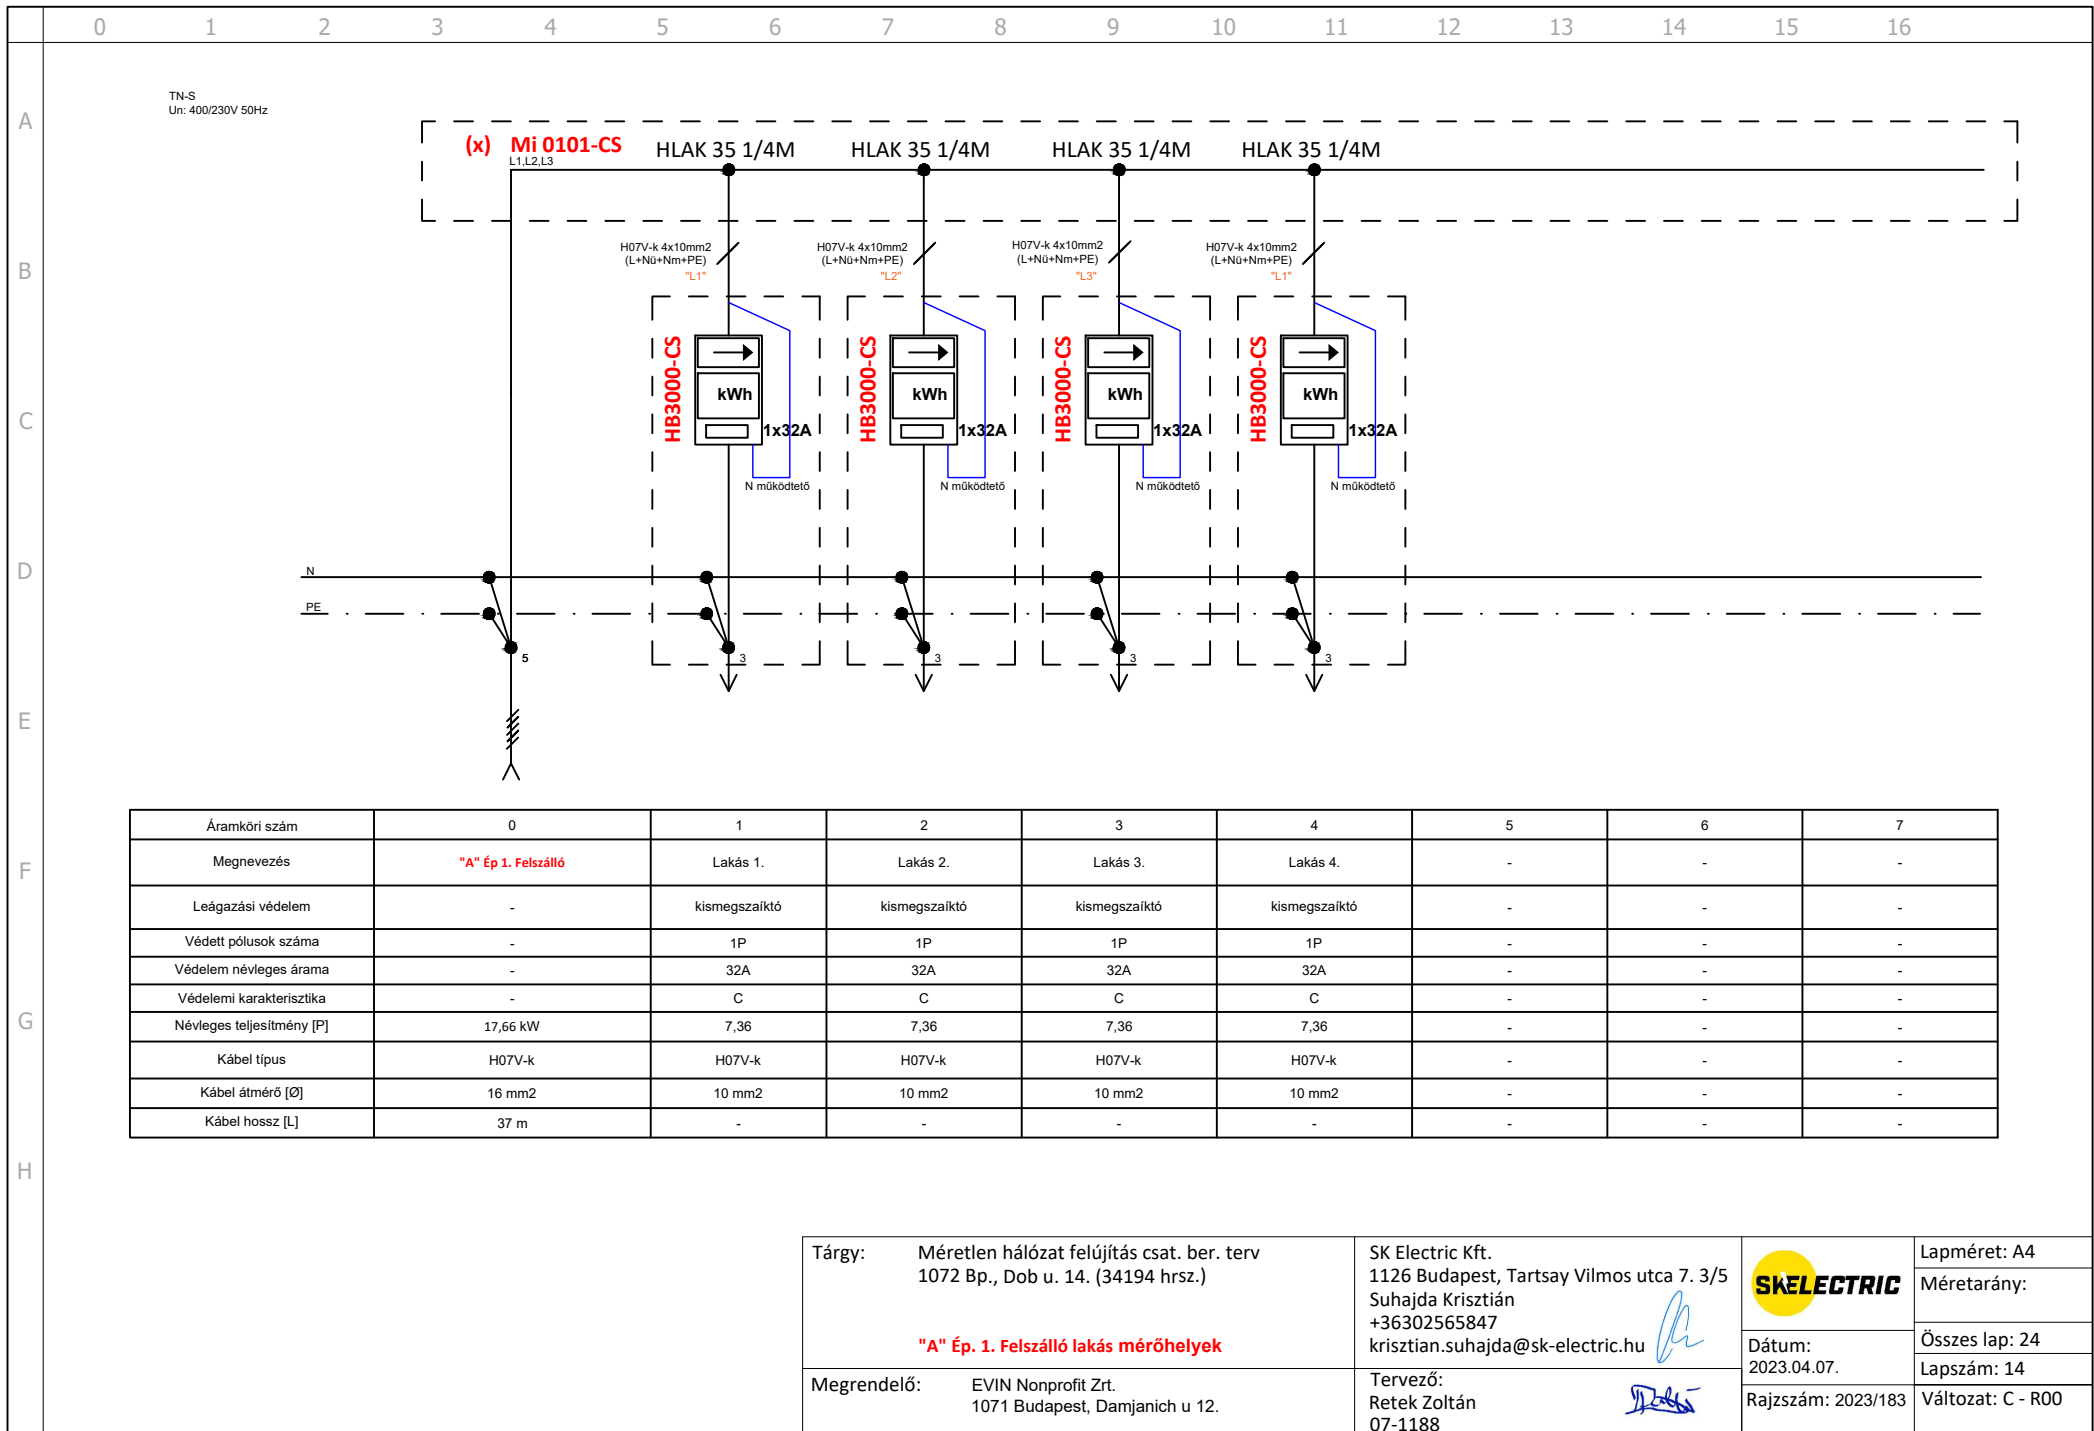 0 1 2 3 4 5 6 7 8 9 10 11 12 13 14 15 16
TN-S
Un: 400/230V 50Hz
A
(x) Mi 0101-CS
L1,L2,L3
HLAK 35 1/4M HLAK 35 1/4M HLAK 35 1/4M HLAK 35 1/4M
B
H07V-k 4x10mm2 H07V-k 4x10mm2 H07V-k 4x10mm2 H07V-k 4x10mm2
(L+Nü+Nm+PE) (L+Nü+Nm+PE) (L+Nü+Nm+PE) (L+Nü+Nm+PE)
"L1" "L2" "L3" "L1"
HB3000-CS HB3000-CS HB3000-CS HB3000-CS
kWh kWh kWh kWh
C
1x32A 1x32A 1x32A 1x32A
N működtető N működtető N működtető N működtető
D
N
PE
5 3 3 3 3
E
Áramköri szám 0 1 2 3 4 5 6 7
F
Megnevezés "A" Ép 1. Felszálló Lakás 1. Lakás 2. Lakás 3. Lakás 4. - - -
Leágazási védelem - kismegszaíktó kismegszaíktó kismegszaíktó kismegszaíktó - - -
Védett pólusok száma - 1P 1P 1P 1P - - -
Védelem névleges árama - 32A 32A 32A 32A - - -
Védelemi karakterisztika - C C C C - - -
G
Névleges teljesítmény [P] 17,66 kW 7,36 7,36 7,36 7,36 - - -
Kábel típus H07V-k H07V-k H07V-k H07V-k H07V-k - - -
Kábel átmérő [Ø] 16 mm2 10 mm2 10 mm2 10 mm2 10 mm2 - - -
Kábel hossz [L] 37 m - - - - - - -
H
Tárgy: Méretlen hálózat felújítás csat. ber. terv
1072 Bp., Dob u. 14. (34194 hrsz.)
"A" Ép. 1. Felszálló lakás mérőhelyek
Megrendelő: EVIN Nonprofit Zrt.
1071 Budapest, Damjanich u 12.
SK Electric Kft.
1126 Budapest, Tartsay Vilmos utca 7. 3/5
Suhajda Krisztián
+36302565847
krisztian.suhajda@sk-electric.hu
Tervező:
Retek Zoltán
07-1188
SKELECTRIC
Dátum:
2023.04.07.
Rajzszám: 2023/183
Lapméret: A4
Méretarány:
Összes lap: 24
Lapszám: 14
Változat: C - R00